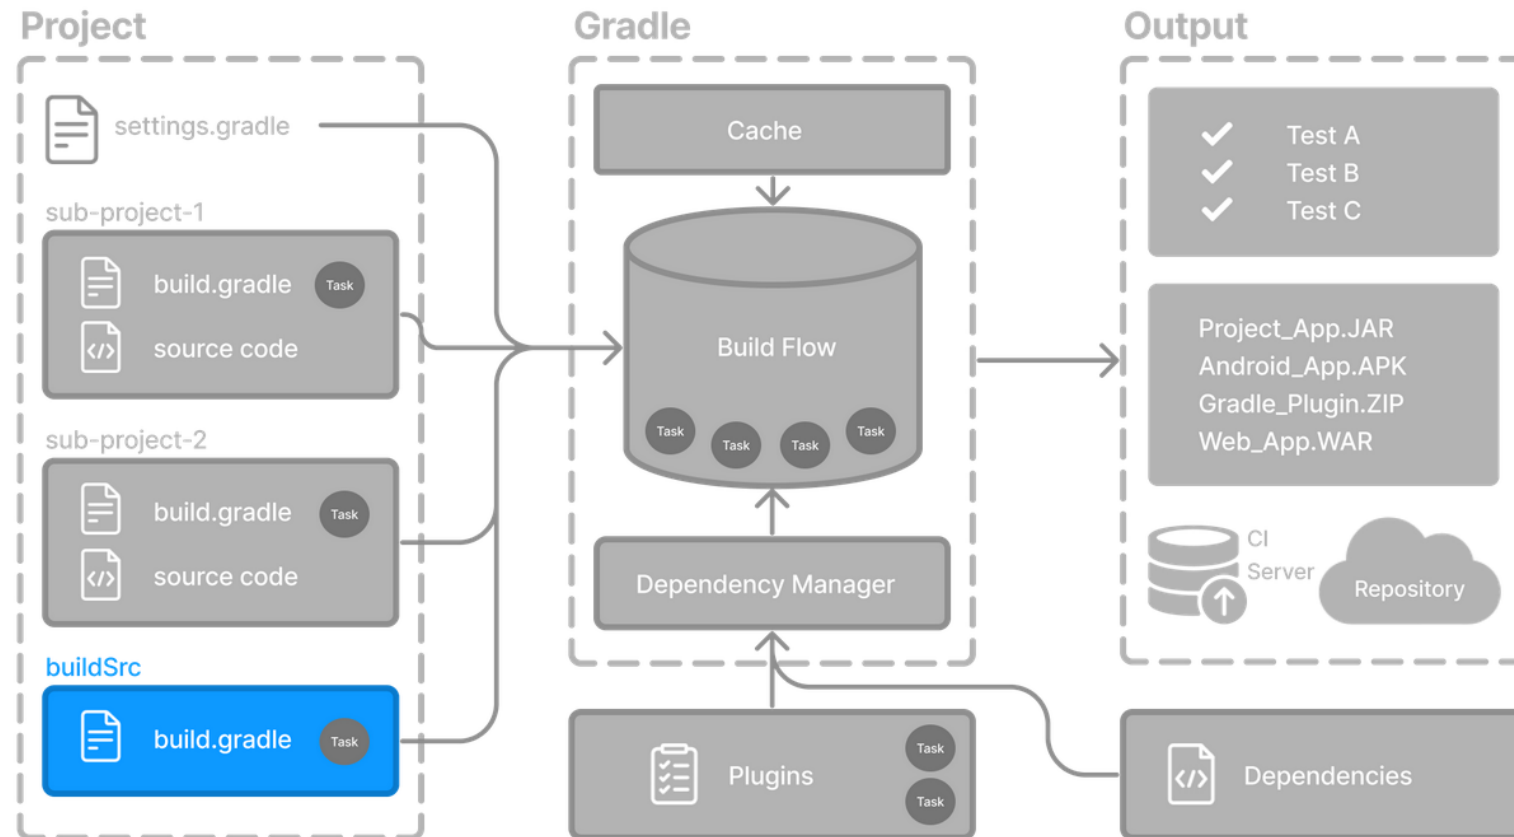 Project
settings.gradle
sub-project-1
build.gradle
Task
source code
sub-project-2
build.gradle
Task
source code
buildSrc
build.gradle
Task
Gradle
Cache
Build Flow
Task
Task
Task
Task
Dependency Manager
Plugins
Task
Task
Output
Test A
Test B
Test C
Project_App.JAR
Android_App.APK
Gradle_Plugin.ZIP
Web_App.WAR
CI
Server
Repository
Dependencies